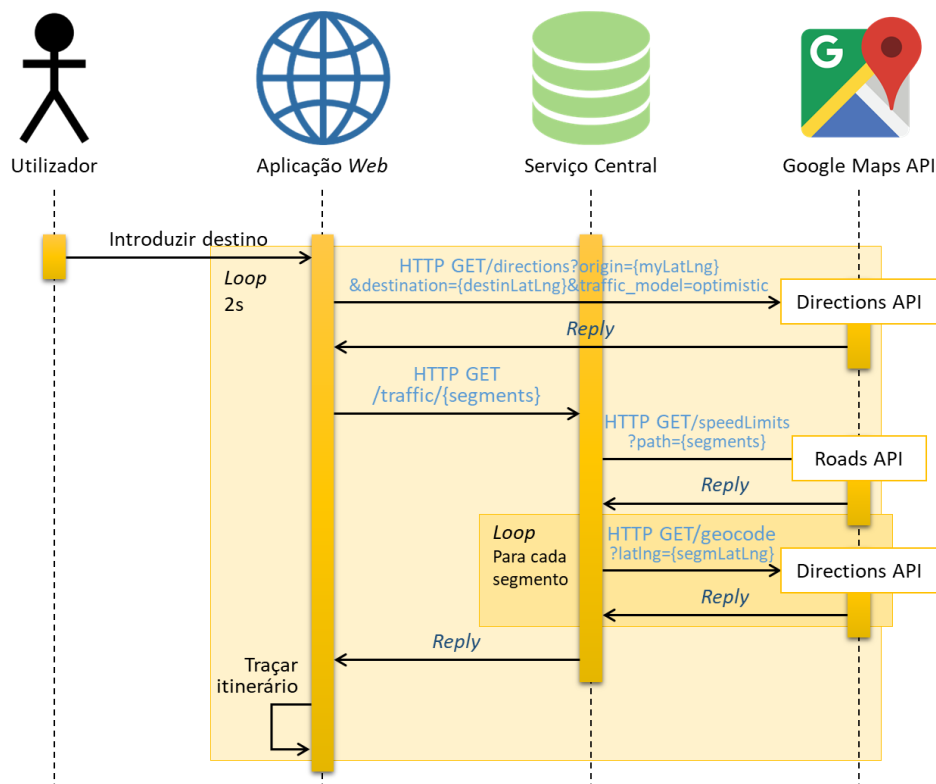 G
Utilizador
Aplicação Web
Serviço Central
Google Maps API
Introduzir destino
Loop
2s
HTTP GET/directions?origin={myLatLng}
&destination={destinLatLng}&traffic_model=optimistic
Directions API
Reply
HTTP GET
/traffic/{segments}
HTTP GET/speedLimits
?path={segments}
Roads API
Reply
Loop
Para cada
segmento
HTTP GET/geocode
?latlng={segmLatLng}
Directions API
Reply
Reply
Traçar
itinerário